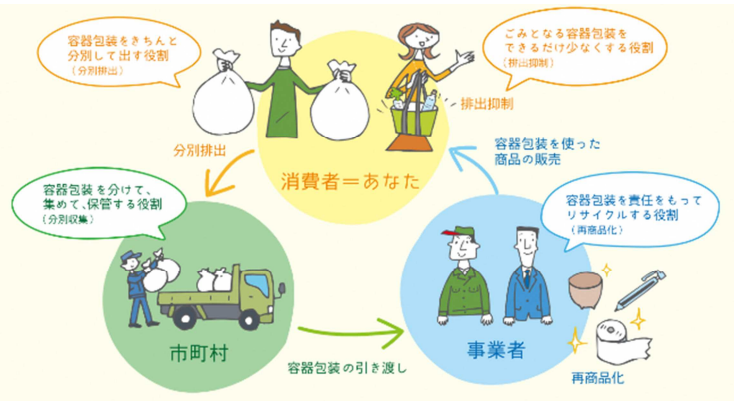 容器包装をきちんと
分別して出す役割
(分別排出)
ごみとなる容器包装を
できるだけ少なくする役割
(排出抑制)
排出抑制
分別排出
消費者=あなた
容器包装を使った
商品の販売
容器包装を分けて、
集めて、保管する役割
(分別収集)
容器包装を責任をもって
リサイクルする役割
(再商品化)
市町村
容器包装の引き渡し
事業者
再商品化